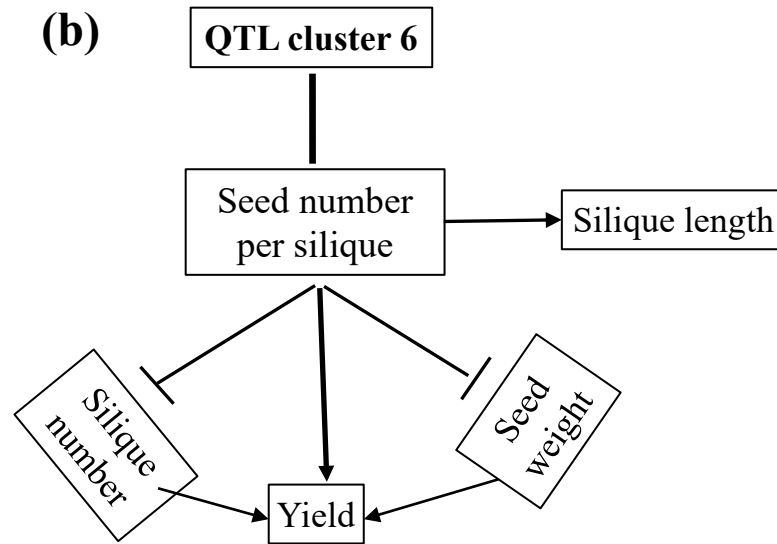 (b)
QTL cluster 6
Seed number
per silique
Silique length
Silique
number
Seed
weight
Yield